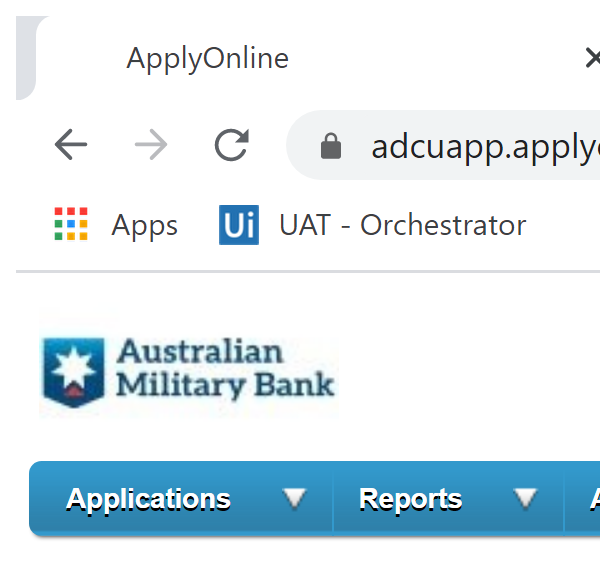 ApplyOnline
adcuapp.apply
Apps Ui UAT - Orchestrator
Australian
Military Bank
Applications Reports